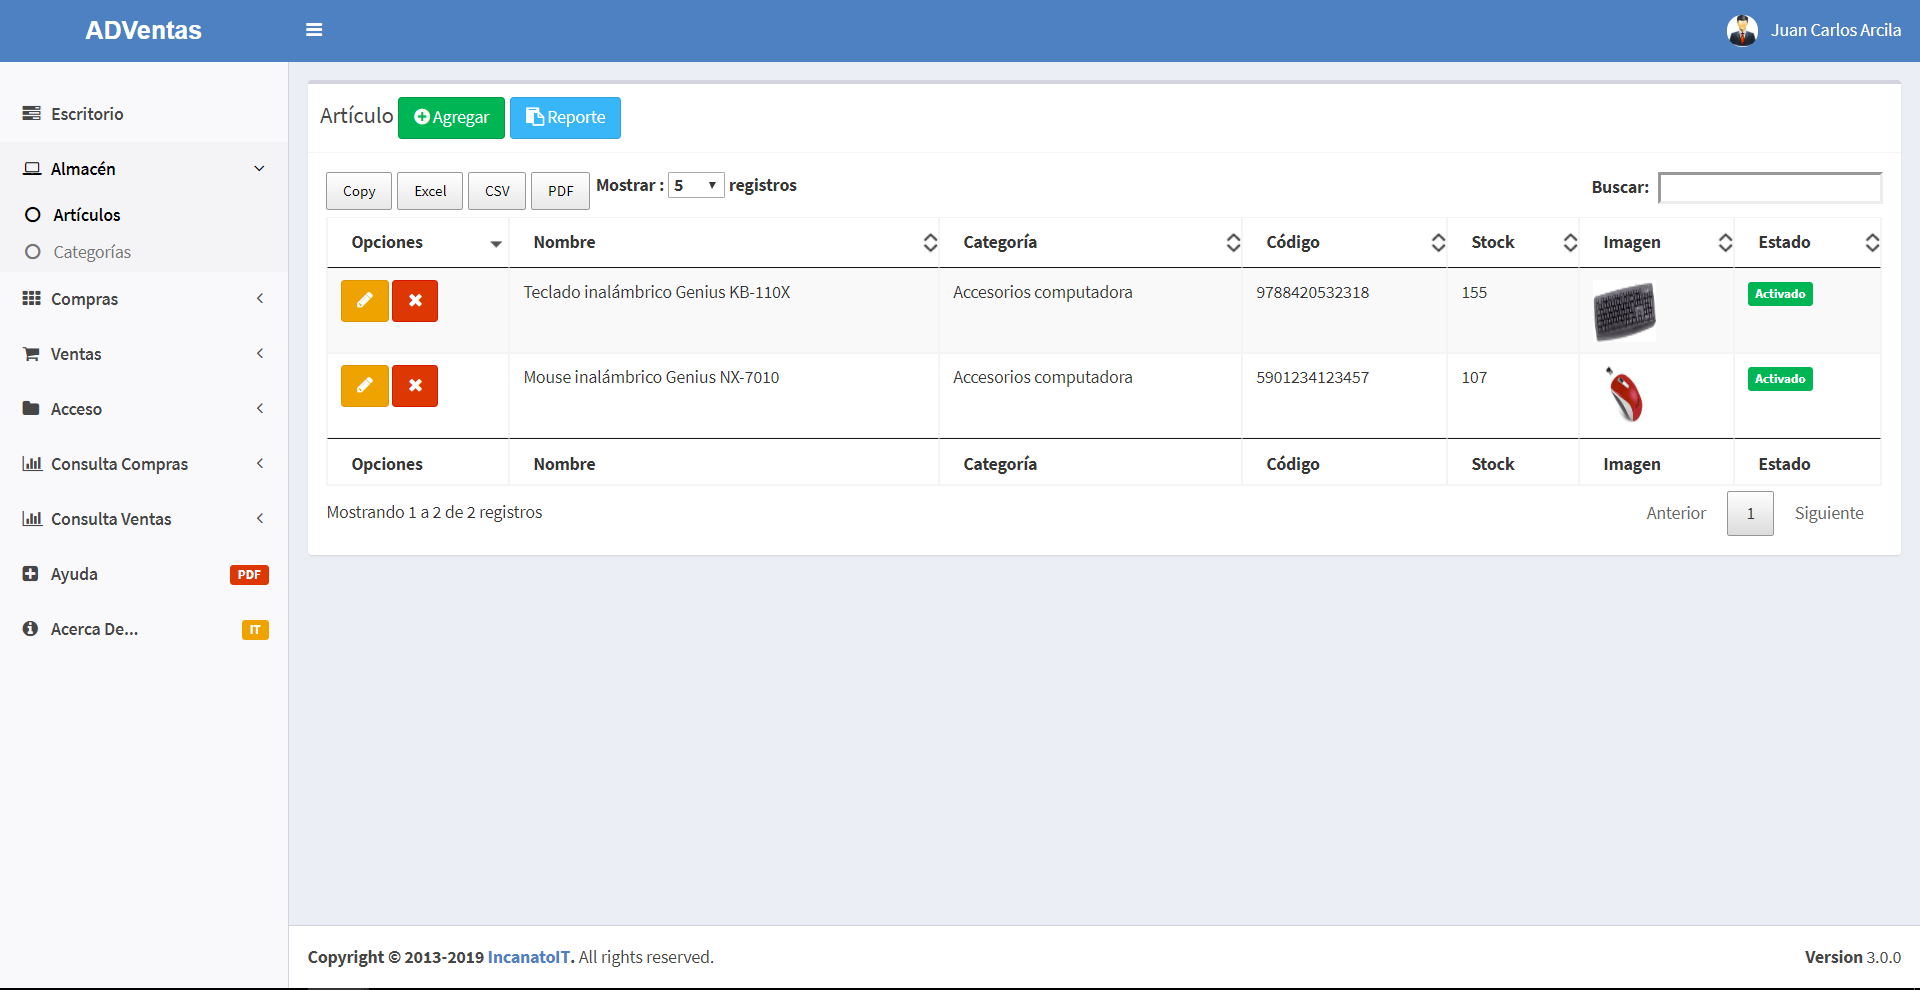 ADVentas
Juan Carlos Arcila
Escritorio
Almacén
Artículos
Categorías
Compras
Ventas
Acceso
Consulta Compras
Consulta Ventas
Ayuda PDF
Acerca De... IT
Artículo Agregar Reporte
Copy Excel CSV PDF Mostrar : 5 registros Buscar:
Opciones Nombre Categoría Código Stock Imagen Estado
Teclado inalámbrico Genius KB-110X Accesorios computadora 9788420532318 155 Activado
Mouse inalámbrico Genius NX-7010 Accesorios computadora 5901234123457 107 Activado
Opciones Nombre Categoría Código Stock Imagen Estado
Mostrando 1 a 2 de 2 registros Anterior 1 Siguiente
Copyright © 2013-2019 IncanatoIT. All rights reserved. Version 3.0.0